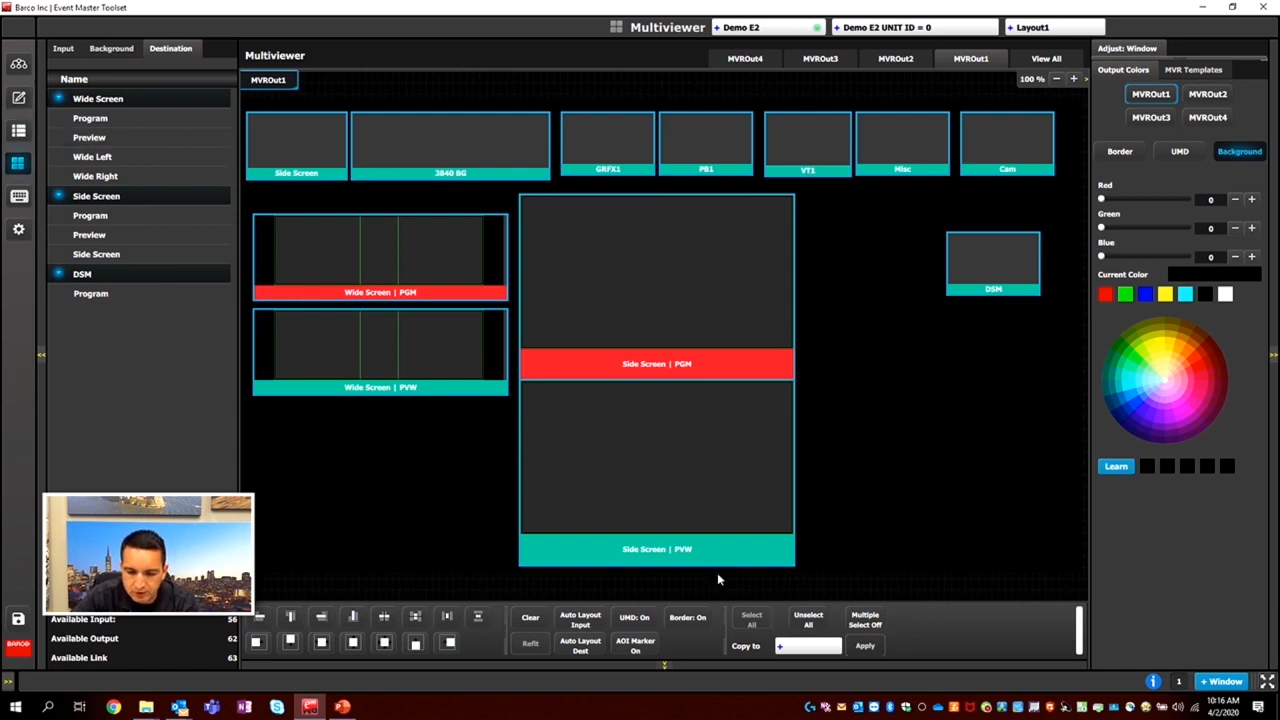 Barco Inc | Event Master Toolset
Multiviewer
+ Demo E2
+ Demo E2 UNIT ID = 0
+ Layout1
Input
Background
Destination
Multiviewer
MVROut4
MVROut3
MVROut2
MVROut1
View All
Adjust: Window
Name
MVROut1
100 %
−
+
>
Output Colors
MVR Templates
Wide Screen
Program
Preview
Wide Left
Wide Right
Side Screen
Program
Preview
Side Screen
DSM
Program
Side Screen
3840 BG
GRFX1
PB1
VT1
Misc
Cam
Wide Screen | PGM
Wide Screen | PVW
Side Screen | PGM
Side Screen | PVW
DSM
MVROut1
MVROut2
MVROut3
MVROut4
Border
UMD
Background
Red
0
−
+
Green
0
−
+
Blue
0
−
+
Current Color
Learn
<<
>>
Available Input:
56
Available Output
62
Available Link
63
BARCO
Clear
Auto Layout
Input
UMD: On
Border: On
Select
All
Unselect
All
Multiple
Select Off
Refit
Auto Layout
Dest
AOI Marker
On
Copy to
+
Apply
>>
1
+ Window
10:16 AM
4/2/2020